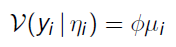 𝒱(yᵢ | ηᵢ) = ϕμᵢ